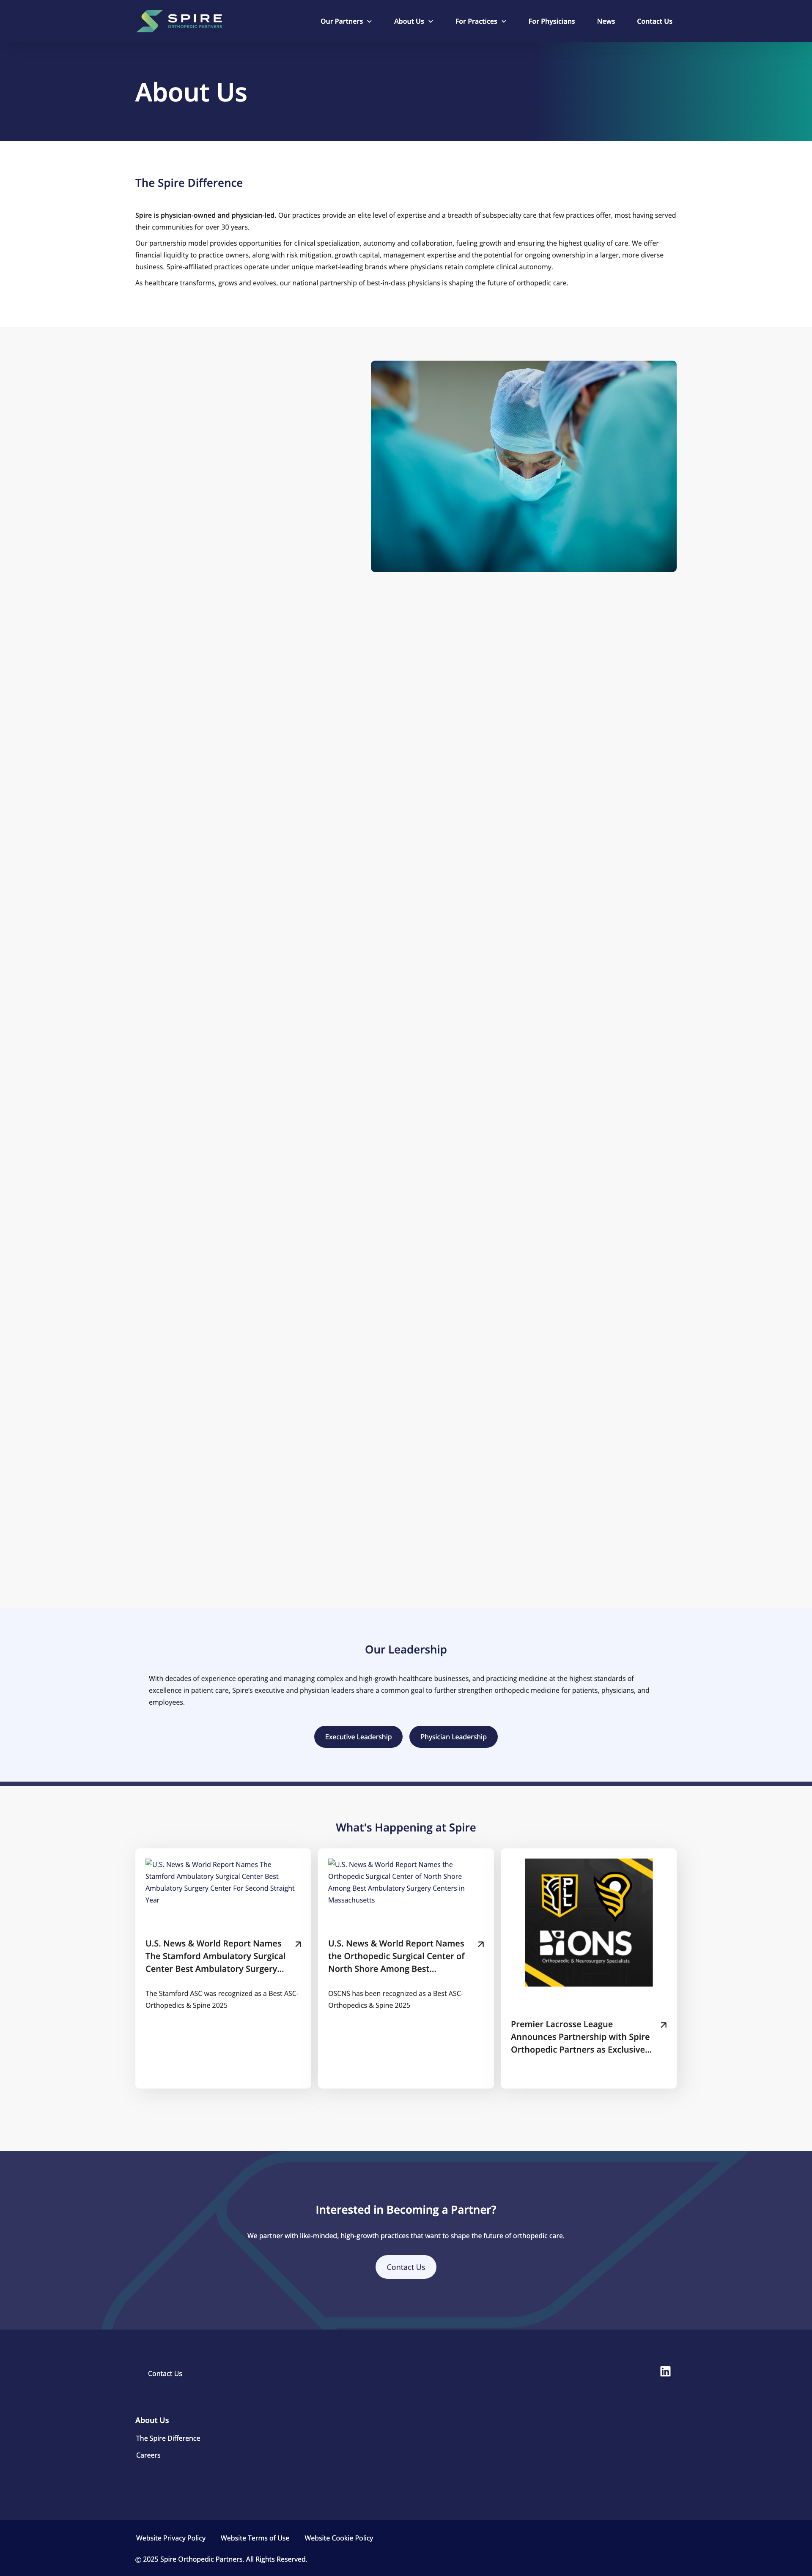 SPIRE
ORTHOPEDIC PARTNERS
Our Partners
About Us
For Practices
For Physicians
News
Contact Us
About Us
The Spire Difference
Spire is physician-owned and physician-led. Our practices provide an elite level of expertise and a breadth of subspecialty care that few practices offer, most having served
their communities for over 30 years.
Our partnership model provides opportunities for clinical specialization, autonomy and collaboration, fueling growth and ensuring the highest quality of care. We offer
financial liquidity to practice owners, along with risk mitigation, growth capital, management expertise and the potential for ongoing ownership in a larger, more diverse
business. Spire-affiliated practices operate under unique market-leading brands where physicians retain complete clinical autonomy.
As healthcare transforms, grows and evolves, our national partnership of best-in-class physicians is shaping the future of orthopedic care.
Our Leadership
With decades of experience operating and managing complex and high-growth healthcare businesses, and practicing medicine at the highest standards of
excellence in patient care, Spire's executive and physician leaders share a common goal to further strengthen orthopedic medicine for patients, physicians, and
employees.
Executive Leadership
Physician Leadership
What's Happening at Spire
U.S. News & World Report Names The
Stamford Ambulatory Surgical Center Best
Ambulatory Surgery Center For Second Straight
Year
U.S. News & World Report Names
The Stamford Ambulatory Surgical
Center Best Ambulatory Surgery...
The Stamford ASC was recognized as a Best ASC-
Orthopedics & Spine 2025
U.S. News & World Report Names the
Orthopedic Surgical Center of North Shore
Among Best Ambulatory Surgery Centers in
Massachusetts
U.S. News & World Report Names
the Orthopedic Surgical Center of
North Shore Among Best...
OSCNS has been recognized as a Best ASC-
Orthopedics & Spine 2025
PLL
ONS
Orthopaedic & Neurosurgery Specialists
Premier Lacrosse League
Announces Partnership with Spire
Orthopedic Partners as Exclusive...
Interested in Becoming a Partner?
We partner with like-minded, high-growth practices that want to shape the future of orthopedic care.
Contact Us
Contact Us
in
About Us
The Spire Difference
Careers
Website Privacy Policy
Website Terms of Use
Website Cookie Policy
© 2025 Spire Orthopedic Partners. All Rights Reserved.